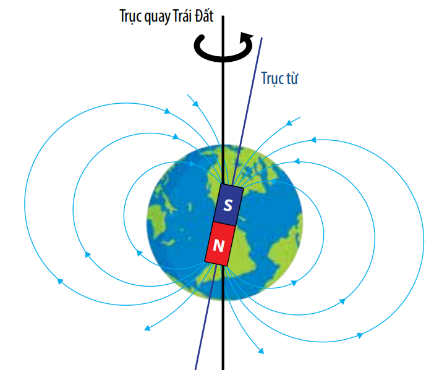 Trục quay Trái Đất
Trục từ
S
N